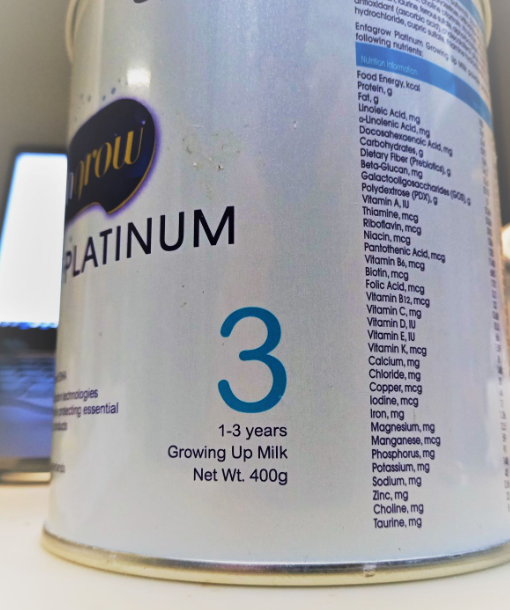 antioxidant (ascorbic acid),
hydrochloride, cupric sulfate,
Enfagrow Platinum Growing Up Milk
following nutrients:
Nutrition Information
Food Energy, kcal
Protein, g
Fat, g
Linoleic Acid, mg
α-Linolenic Acid, mg
Docosahexaenoic Acid, mg
Carbohydrates, g
Dietary Fiber (Prebiotics), g
Beta-Glucan, mg
Galactooligosaccharides (GOS), g
Polydextrose (PDX), g
Vitamin A, IU
Thiamine, mcg
Riboflavin, mcg
Niacin, mcg
Pantothenic Acid, mcg
Vitamin B6, mcg
Biotin, mcg
Folic Acid, mcg
Vitamin B12, mcg
Vitamin C, mg
Vitamin D, IU
Vitamin E, IU
Vitamin K, mcg
Calcium, mg
Chloride, mg
Copper, mcg
Iodine, mcg
Iron, mg
Magnesium, mg
Manganese, mcg
Phosphorus, mg
Potassium, mg
Sodium, mg
Zinc, mg
Choline, mg
Taurine, mg
grow
PLATINUM
3
1-3 years
Growing Up Milk
Net Wt. 400g
technologies
protecting essential